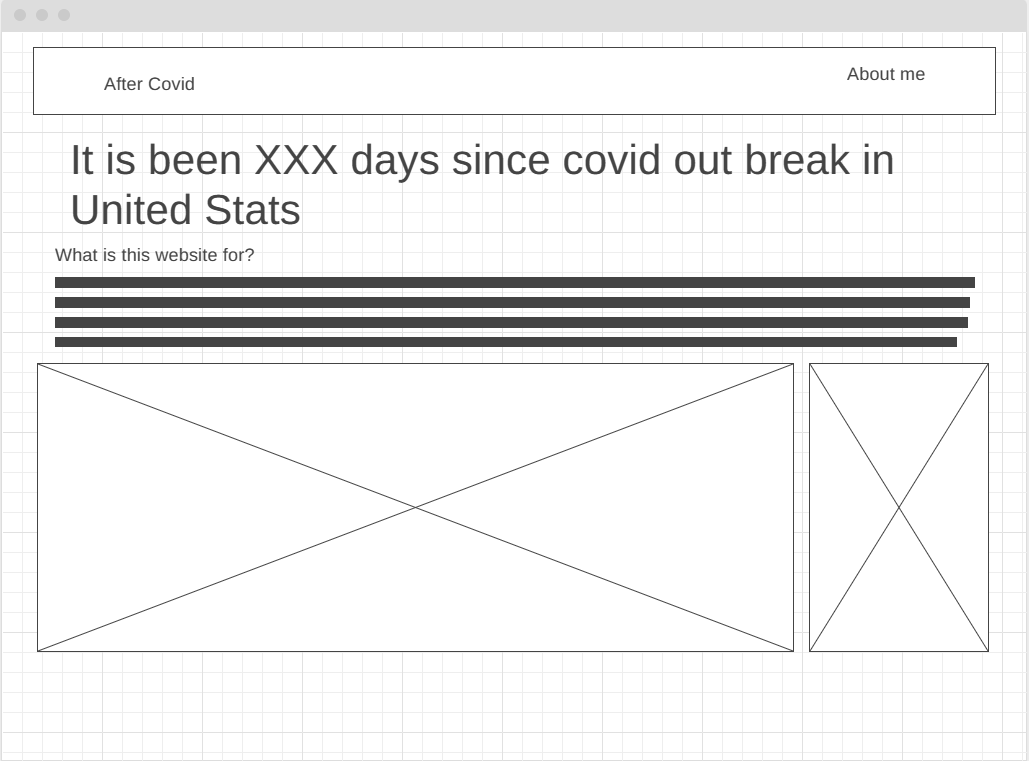 After Covid
About me
It is been XXX days since covid out break in
United Stats
What is this website for?